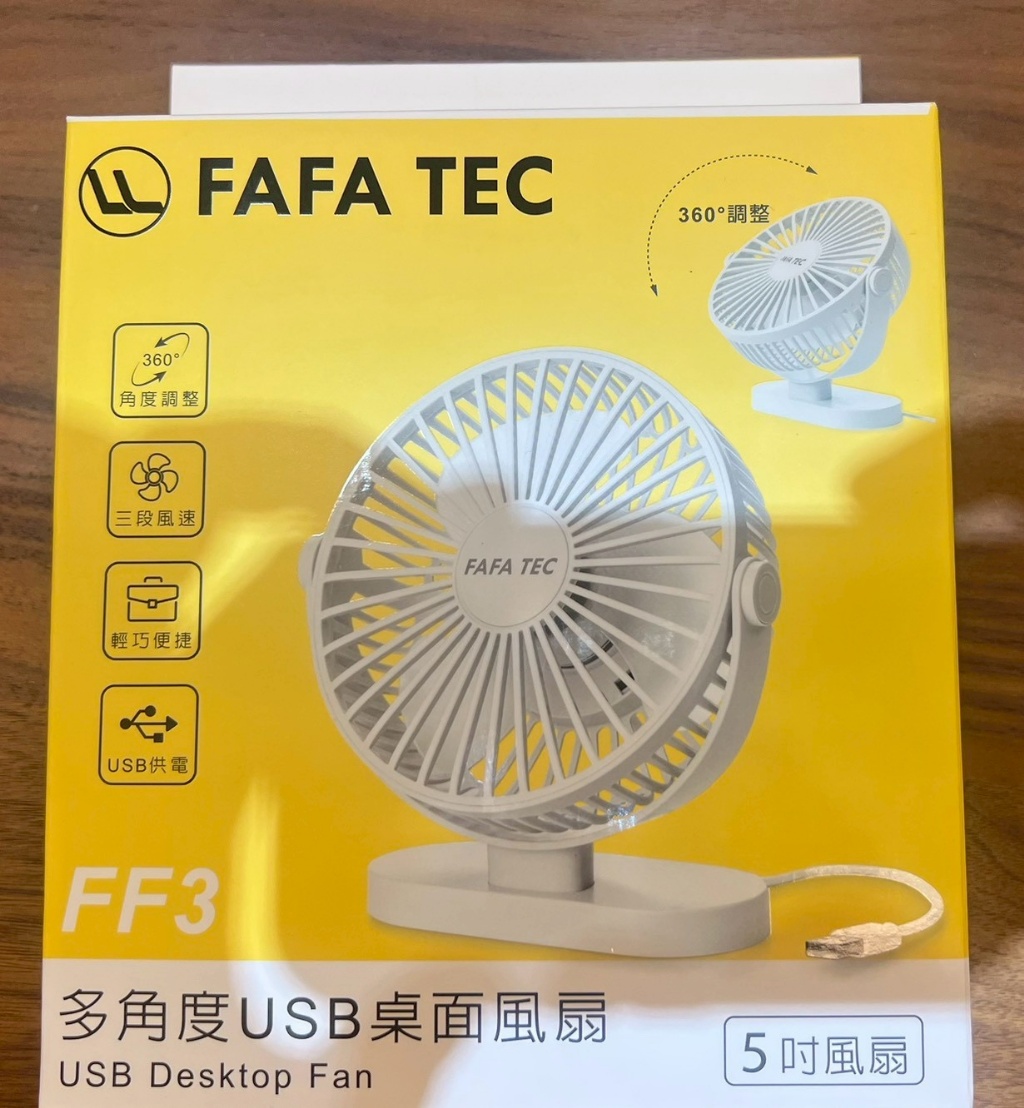 FAFA TEC
360°調整
FAFA TEC
360°
角度調整
三段風速
輕巧便捷
USB供電
FAFA TEC
FF3
多角度USB桌面風扇
USB Desktop Fan
5吋風扇